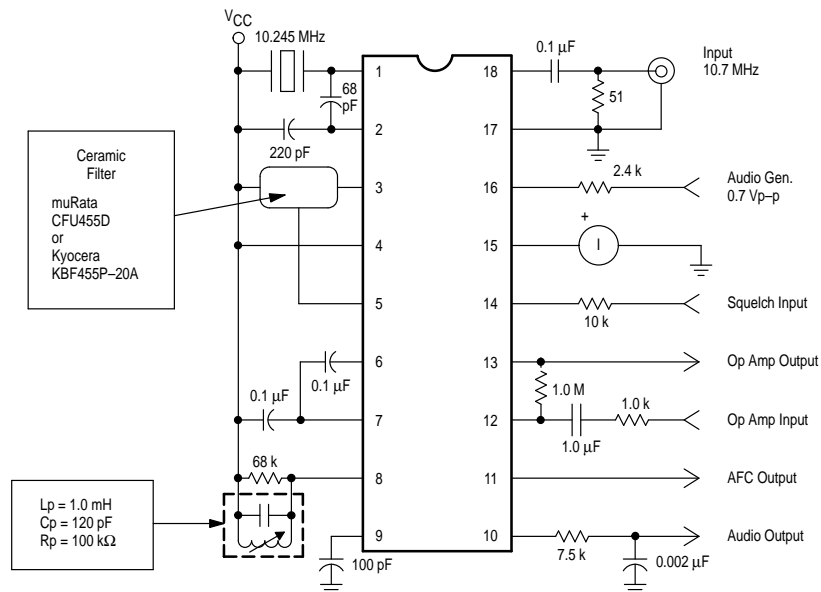 VCC
10.245 MHz
68
pF
220 pF
Ceramic
Filter
muRata
CFU455D
or
Kyocera
KBF455P–20A
0.1 µF
0.1 µF
68 k
Lp = 1.0 mH
Cp = 120 pF
Rp = 100 kΩ
100 pF
1
2
3
4
5
6
7
8
9
18
17
16
15
14
13
12
11
10
0.1 µF
51
Input
10.7 MHz
2.4 k
Audio Gen.
0.7 Vp–p
+
I
10 k
Squelch Input
Op Amp Output
1.0 M
1.0 k
1.0 µF
Op Amp Input
AFC Output
7.5 k
0.002 µF
Audio Output